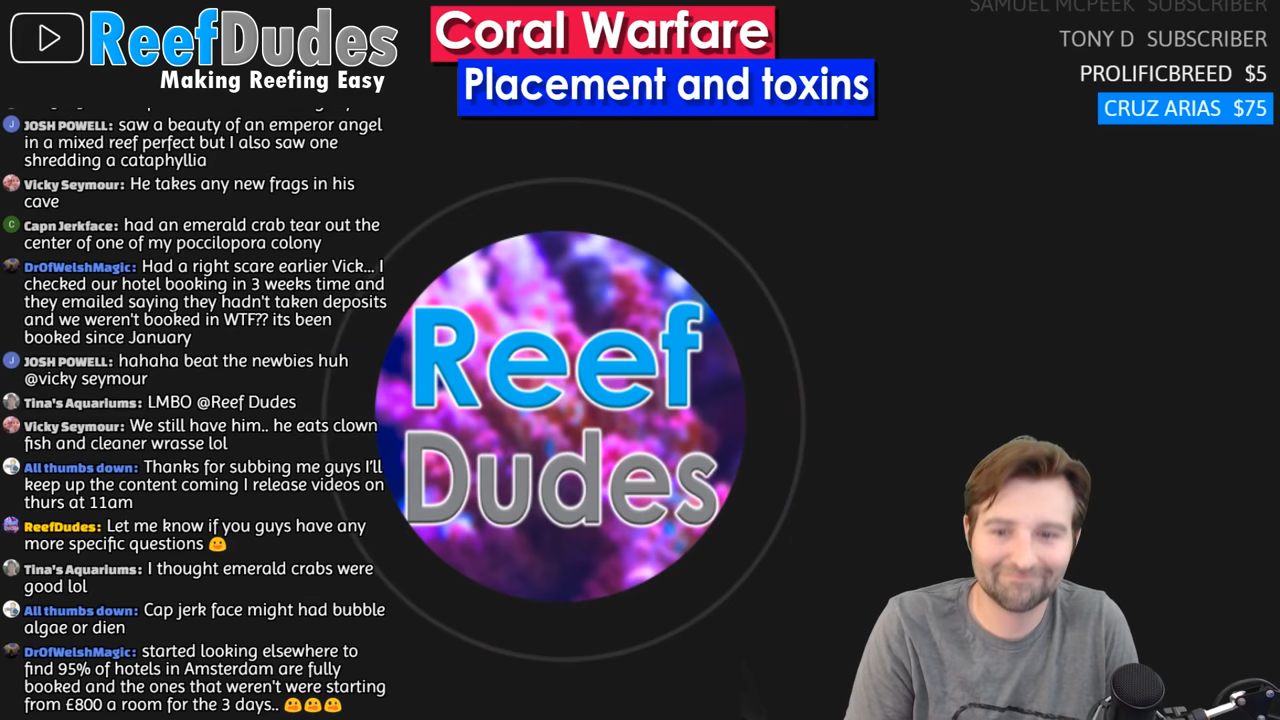 ReefDudes
Making Reefing Easy
Coral Warfare
Placement and toxins
SAMUEL MCPEEK SUBSCRIBER
TONY D SUBSCRIBER
PROLIFICBREED $5
CRUZ ARIAS $75
J JOSH POWELL: saw a beauty of an emperor angel
in a mixed reef perfect but I also saw one
shredding a cataphyllia
Vicky Seymour: He takes any new frags in his
cave
C Capn Jerkface: had an emerald crab tear out the
center of one of my poccilopora colony
DrOfWelshMagic: Had a right scare earlier Vick... I
checked our hotel booking in 3 weeks time and
they emailed saying they hadn't taken deposits
and we weren't booked in WTF?? its been
booked since January
J JOSH POWELL: hahaha beat the newbies huh
@vicky seymour
Tina's Aquariums: LMBO @Reef Dudes
Vicky Seymour: We still have him.. he eats clown
fish and cleaner wrasse lol
All thumbs down: Thanks for subbing me guys I'll
keep up the content coming I release videos on
thurs at 11am
ReefDudes: Let me know if you guys have any
more specific questions
Tina's Aquariums: I thought emerald crabs were
good lol
All thumbs down: Cap jerk face might had bubble
algae or dien
DrOfWelshMagic: started looking elsewhere to
find 95% of hotels in Amsterdam are fully
booked and the ones that weren't were starting
from £800 a room for the 3 days..
Reef
Dudes